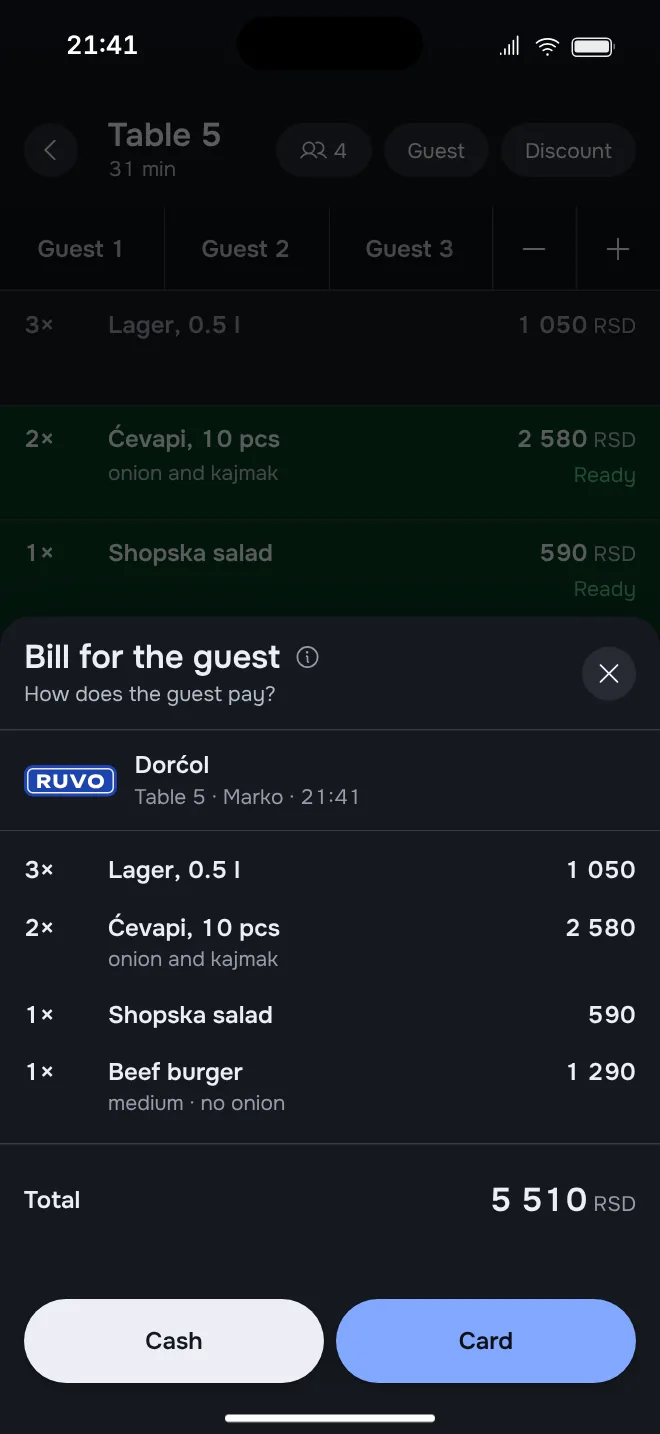 21:41
Table 5
31 min
4
Guest
Discount
Guest 1
Guest 2
Guest 3
—
+
3× Lager, 0.5 l 1 050 RSD
2× Ćevapi, 10 pcs 2 580 RSD
onion and kajmak
Ready
1× Shopska salad 590 RSD
Ready
Bill for the guest
How does the guest pay?
RUVO
Dorćol
Table 5 · Marko · 21:41
3× Lager, 0.5 l 1 050
2× Ćevapi, 10 pcs 2 580
onion and kajmak
1× Shopska salad 590
1× Beef burger 1 290
medium · no onion
Total 5 510 RSD
Cash
Card